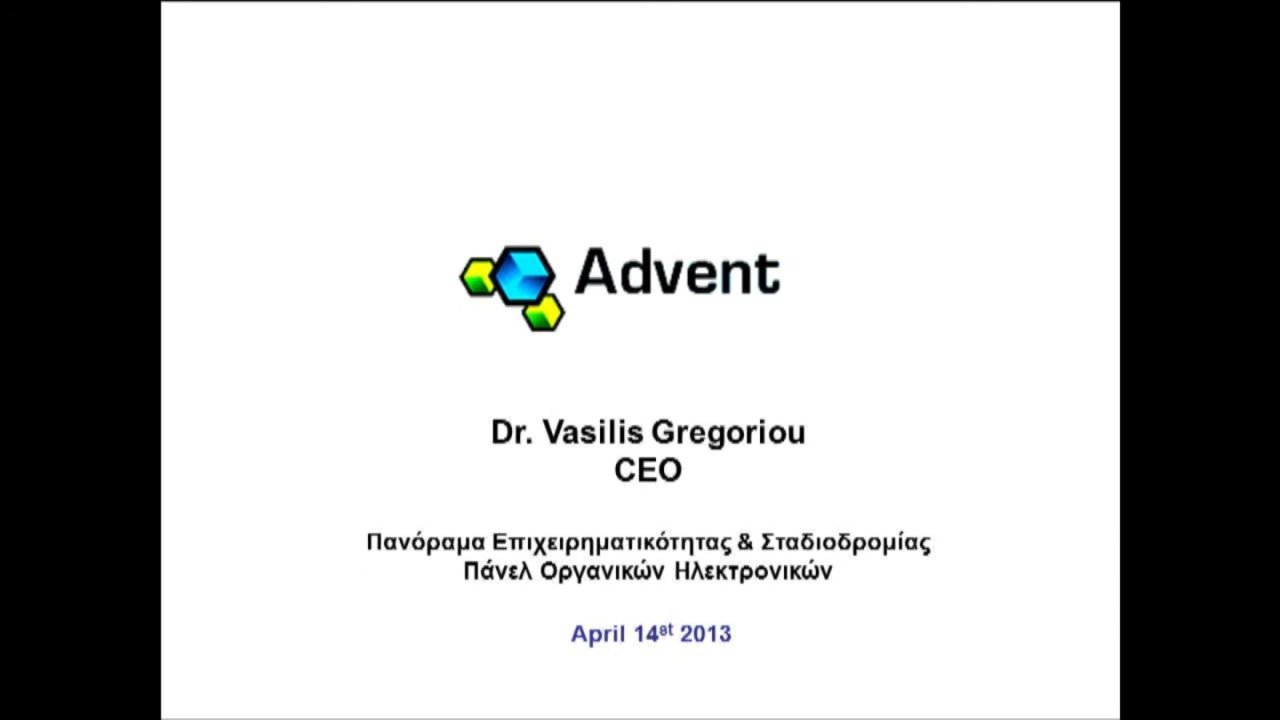 Advent
Dr. Vasilis Gregoriou
CEO
Πανόραμα Επιχειρηματικότητας & Σταδιοδρομίας
Πάνελ Οργανικών Ηλεκτρονικών
April 14st 2013